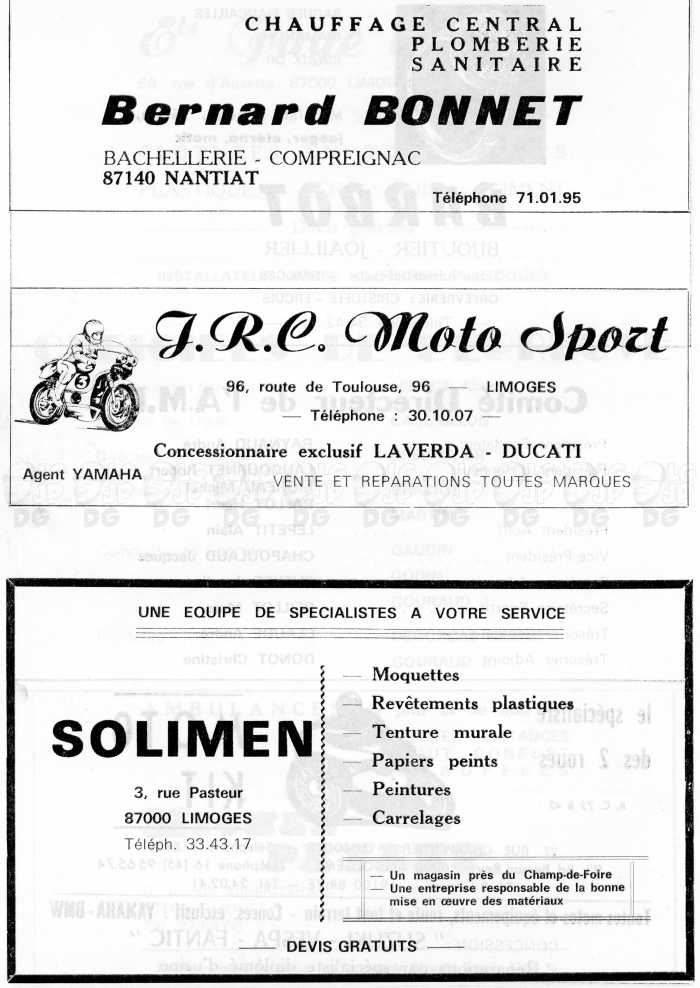 CHAUFFAGE CENTRAL
PLOMBERIE
SANITAIRE
Bernard BONNET
BACHELLERIE - COMPREIGNAC
87140 NANTIAT
Téléphone 71.01.95
J.R.C. Moto Sport
96, route de Toulouse, 96 — LIMOGES
— Téléphone : 30.10.07 —
Concessionnaire exclusif LAVERDA - DUCATI
Agent YAMAHA
VENTE ET REPARATIONS TOUTES MARQUES
UNE EQUIPE DE SPECIALISTES A VOTRE SERVICE
SOLIMEN
3, rue Pasteur
87000 LIMOGES
Téléph. 33.43.17
— Moquettes
— Revêtements plastiques
— Tenture murale
— Papiers peints
— Peintures
— Carrelages
Un magasin près du Champ-de-Foire
Une entreprise responsable de la bonne
mise en œuvre des matériaux
DEVIS GRATUITS